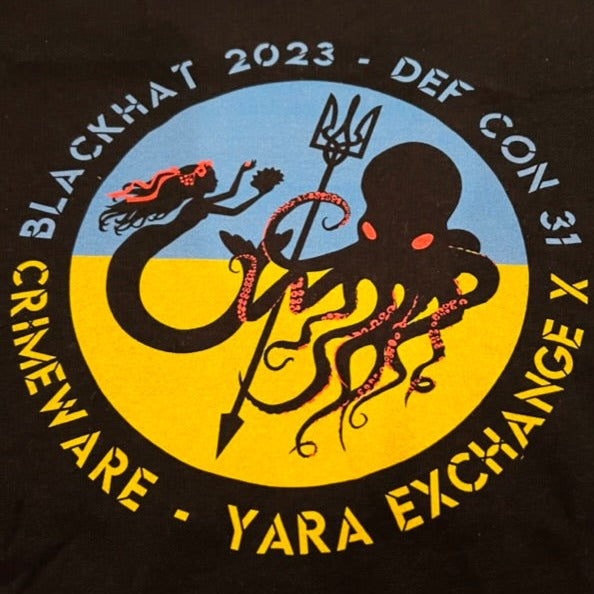 BLACKHAT 2023 - DEF CON 31
CRIMEWARE - YARA EXCHANGE X